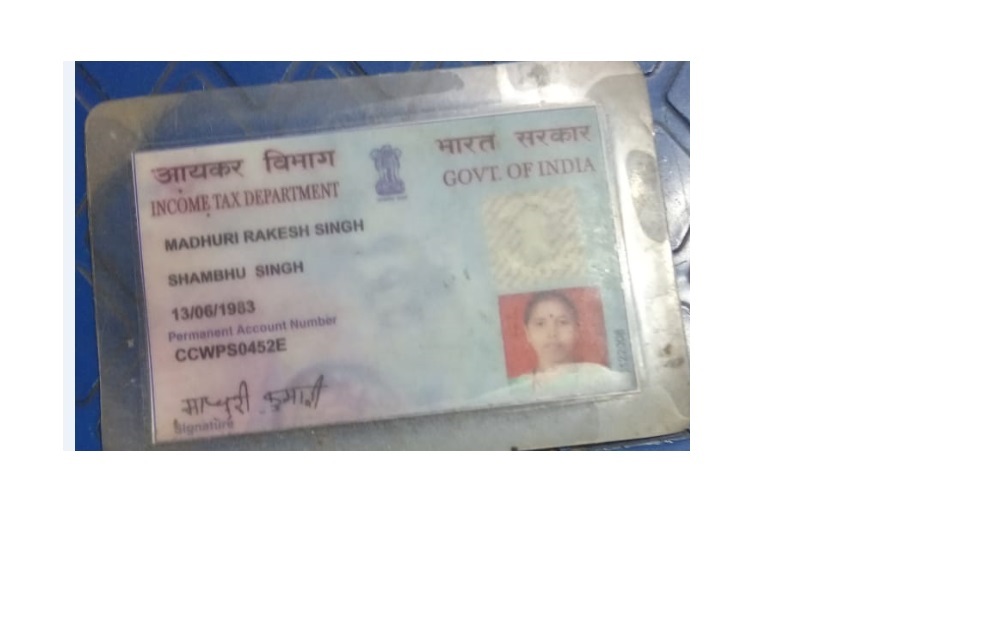 आयकर विभाग
INCOME TAX DEPARTMENT
भारत सरकार
GOVT. OF INDIA
MADHURI RAKESH SINGH
SHAMBHU SINGH
13/06/1983
Permanent Account Number
CCWPS0452E
माधुरी कुमारी
Signature